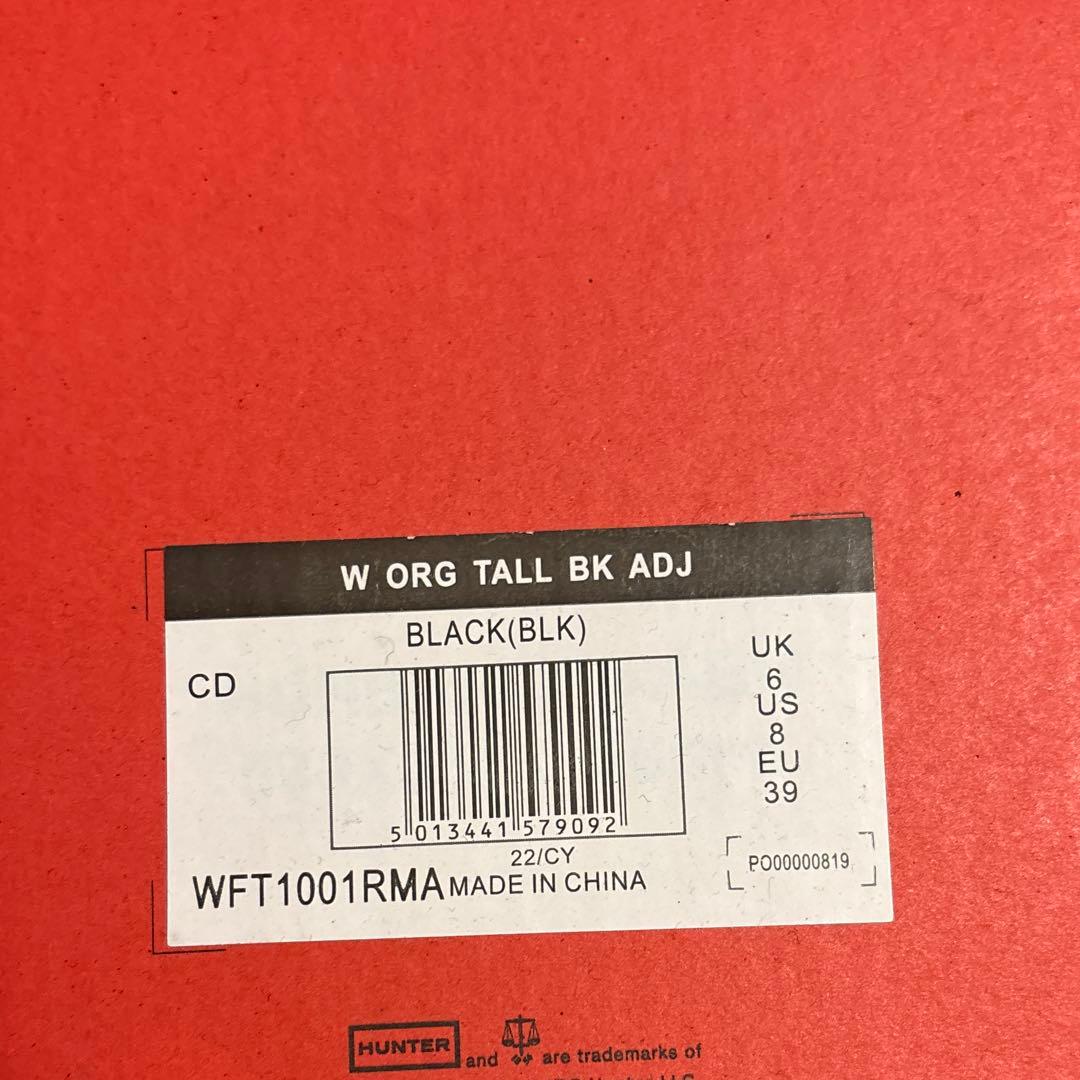 W ORG TALL BK ADJ
BLACK(BLK)
CD
UK
6
US
8
EU
39
5 013441 579092
22/CY
WFT1001RMA MADE IN CHINA
PO00000819
HUNTER and are trademarks of